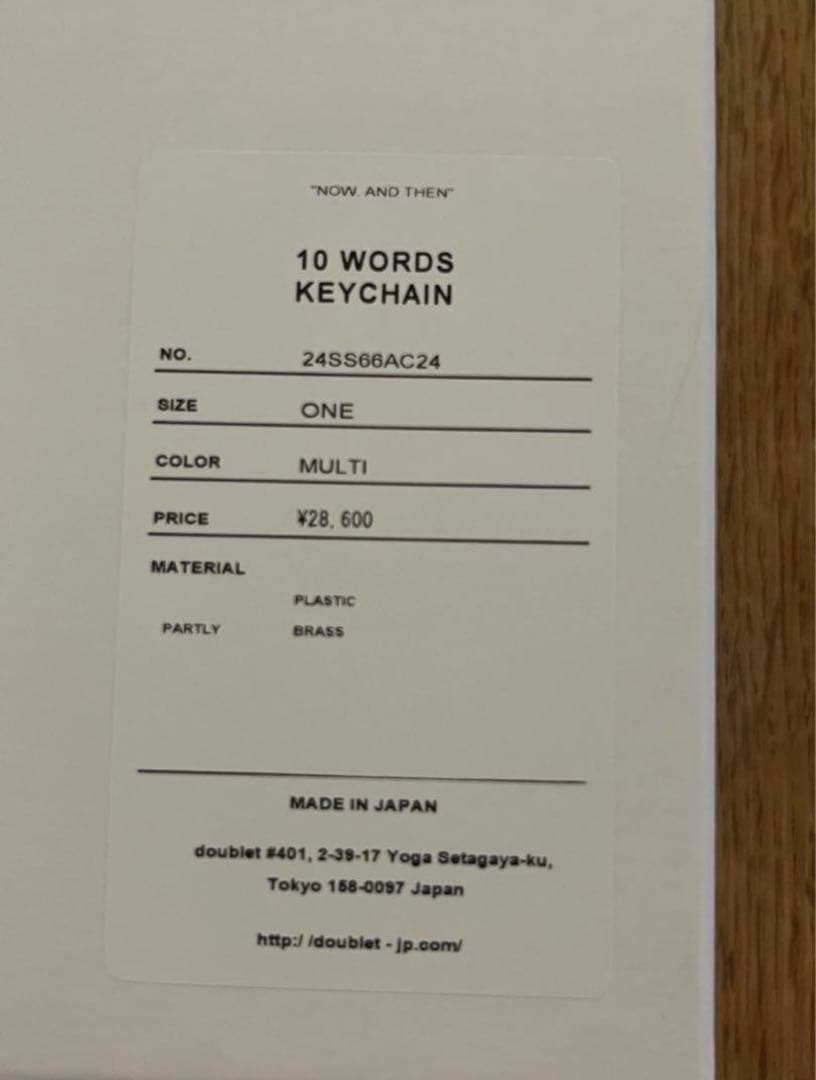 "NOW. AND THEN"
10 WORDS
KEYCHAIN
NO. 24SS66AC24
SIZE ONE
COLOR MULTI
PRICE ¥28, 600
MATERIAL
PLASTIC
PARTLY BRASS
MADE IN JAPAN
doublet #401, 2-39-17 Yoga Setagaya-ku,
Tokyo 158-0097 Japan
http://doublet-jp.com/